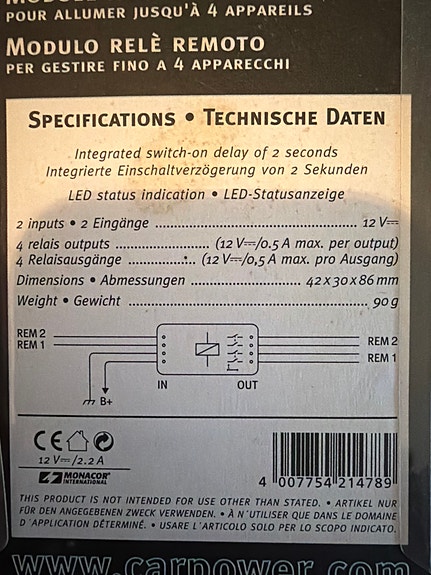 POUR ALLUMER JUSQU'À 4 APPAREILS
MODULO RELÈ REMOTO
PER GESTIRE FINO A 4 APPARECCHI
SPECIFICATIONS • TECHNISCHE DATEN
Integrated switch-on delay of 2 seconds
Integrierte Einschaltverzögerung von 2 Sekunden
LED status indication • LED-Statusanzeige
2 inputs • 2 Eingänge ........ 12 V⎓
4 relais outputs ........ (12 V⎓/0.5 A max. per output)
4 Relaisausgänge ........ (12 V⎓/0,5 A max. pro Ausgang)
Dimensions • Abmessungen ........ 42 x 30 x 86 mm
Weight • Gewicht ........ 90 g
REM 2 REM 2
REM 1 REM 1
IN OUT
B+
CE
12 V⎓/2.2 A
MONACOR®
INTERNATIONAL
4 007754 214789
THIS PRODUCT IS NOT INTENDED FOR USE OTHER THAN STATED. • ARTIKEL NUR
FÜR DEN ANGEGEBENEN ZWECK VERWENDEN. • À N'UTILISER QUE DANS LE DOMAINE
D'APPLICATION DÉTERMINÉ. • USARE L'ARTICOLO SOLO PER LO SCOPO INDICATO.
www.carpower.com